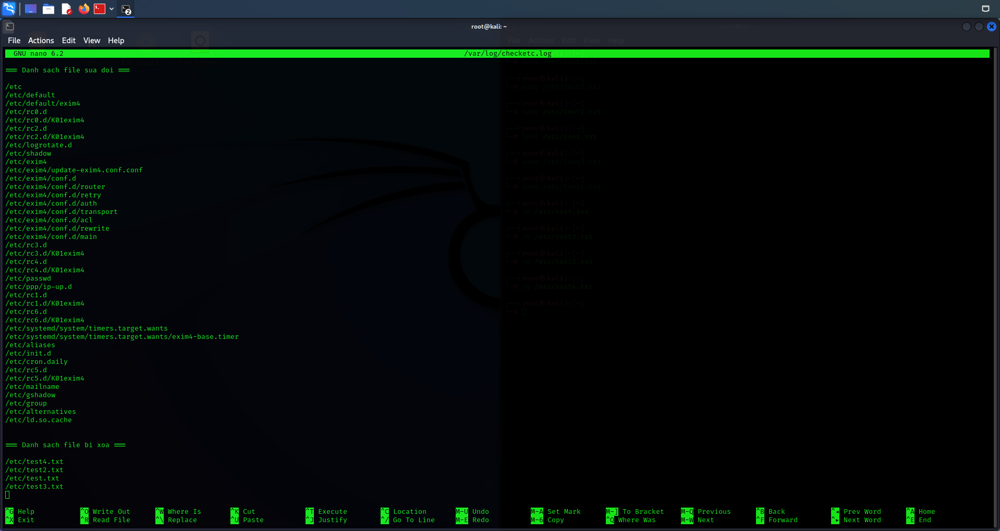 2
root@kali: ~
File Actions Edit View Help
File Actions Edit View Help
GNU nano 6.2 /var/log/checketc.log
=== Danh sach file sua doi ===
/etc
/etc/default
/etc/default/exim4
/etc/rc0.d
/etc/rc0.d/K01exim4
/etc/rc2.d
/etc/rc2.d/K01exim4
/etc/logrotate.d
/etc/shadow
/etc/exim4
/etc/exim4/update-exim4.conf.conf
/etc/exim4/conf.d
/etc/exim4/conf.d/router
/etc/exim4/conf.d/retry
/etc/exim4/conf.d/auth
/etc/exim4/conf.d/transport
/etc/exim4/conf.d/acl
/etc/exim4/conf.d/rewrite
/etc/exim4/conf.d/main
/etc/rc3.d
/etc/rc3.d/K01exim4
/etc/rc4.d
/etc/rc4.d/K01exim4
/etc/passwd
/etc/ppp/ip-up.d
/etc/rc1.d
/etc/rc1.d/K01exim4
/etc/rc6.d
/etc/rc6.d/K01exim4
/etc/systemd/system/timers.target.wants
/etc/systemd/system/timers.target.wants/exim4-base.timer
/etc/aliases
/etc/init.d
/etc/cron.daily
/etc/rc5.d
/etc/rc5.d/K01exim4
/etc/mailname
/etc/gshadow
/etc/group
/etc/alternatives
/etc/ld.so.cache
=== Danh sach file bi xoa ===
/etc/test4.txt
/etc/test2.txt
/etc/test.txt
/etc/test3.txt
^G Help ^O Write Out ^W Where Is ^K Cut ^T Execute ^C Location M-U Undo M-A Set Mark M-] To Bracket M-Q Previous ^B Back ^◂ Prev Word ^A Home
^X Exit ^R Read File ^\ Replace ^U Paste ^J Justify ^/ Go To Line M-E Redo M-6 Copy ^Q Where Was M-W Next ^F Forward ^▸ Next Word ^E End